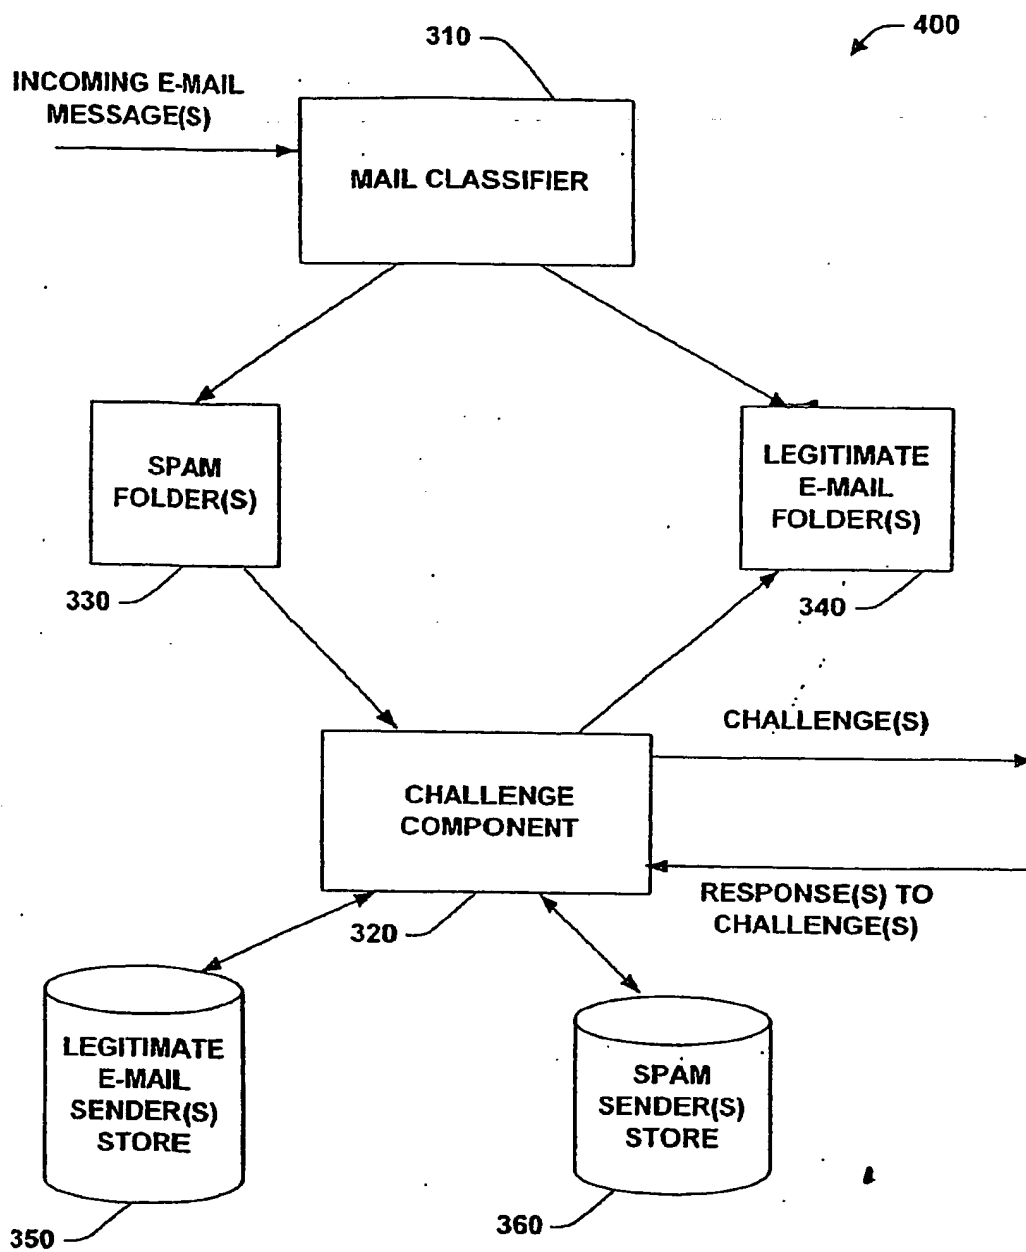 310
400
INCOMING E-MAIL
MESSAGE(S)
MAIL CLASSIFIER
SPAM
FOLDER(S)
LEGITIMATE
E-MAIL
FOLDER(S)
330
340
CHALLENGE(S)
CHALLENGE
COMPONENT
RESPONSE(S) TO
CHALLENGE(S)
320
LEGITIMATE
E-MAIL
SENDER(S)
STORE
SPAM
SENDER(S)
STORE
350
360